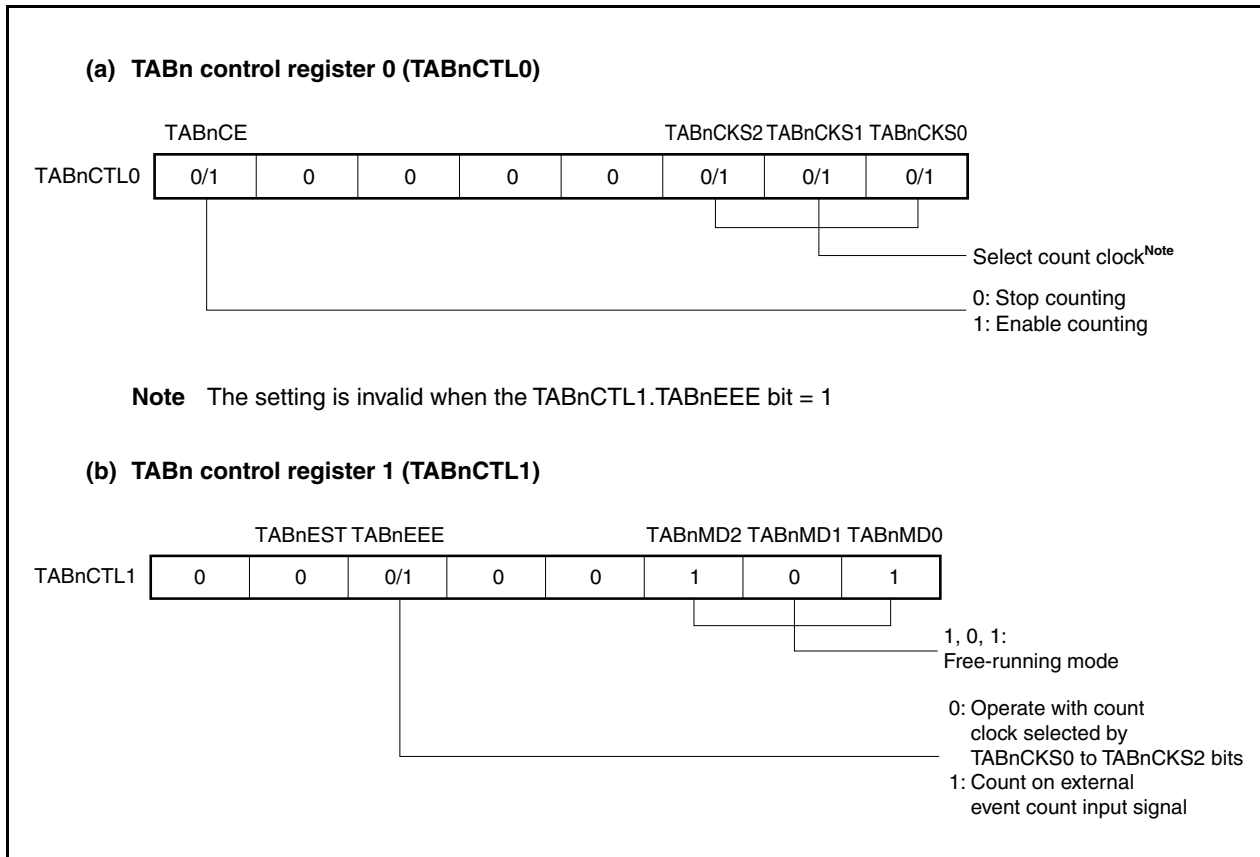 (a) TABn control register 0 (TABnCTL0)
TABnCE TABnCKS2 TABnCKS1 TABnCKS0
TABnCTL0 0/1 0 0 0 0 0/1 0/1 0/1
Select count clockNote
0: Stop counting
1: Enable counting
Note The setting is invalid when the TABnCTL1.TABnEEE bit = 1
(b) TABn control register 1 (TABnCTL1)
TABnEST TABnEEE TABnMD2 TABnMD1 TABnMD0
TABnCTL1 0 0 0/1 0 0 1 0 1
1, 0, 1:
Free-running mode
0: Operate with count
clock selected by
TABnCKS0 to TABnCKS2 bits
1: Count on external
event count input signal